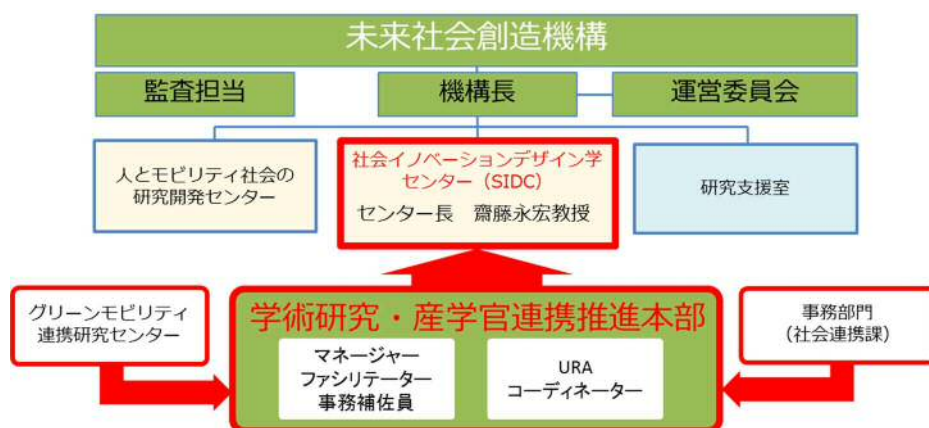 未来社会創造機構
監査担当
機構長
運営委員会
人とモビリティ社会の
研究開発センター
社会イノベーションデザイン学
センター（SIDC）
センター長　齋藤永宏教授
研究支援室
グリーンモビリティ
連携研究センター
学術研究・産学官連携推進本部
マネージャー
ファシリテーター
事務補佐員
URA
コーディネーター
事務部門
（社会連携課）